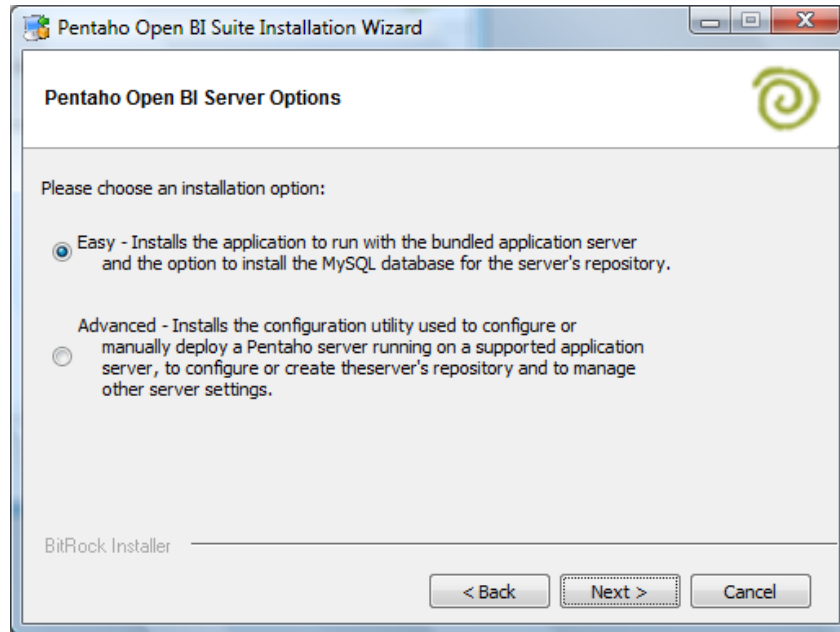 Pentaho Open BI Suite Installation Wizard
Pentaho Open BI Server Options
Please choose an installation option:
Easy - Installs the application to run with the bundled application server
and the option to install the MySQL database for the server's repository.
Advanced - Installs the configuration utility used to configure or
manually deploy a Pentaho server running on a supported application
server, to configure or create theserver's repository and to manage
other server settings.
BitRock Installer
< Back Next > Cancel